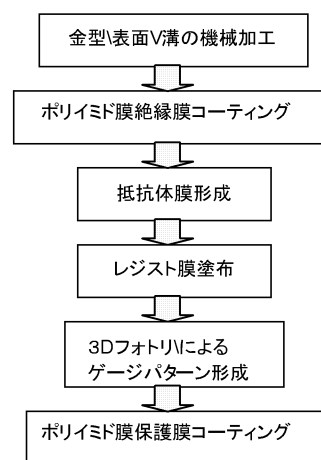 金型\表面V溝の機械加工
ポリイミド膜絶縁膜コーティング
抵抗体膜形成
レジスト膜塗布
3Dフォトリ\による
ゲージパターン形成
ポリイミド膜保護膜コーティング